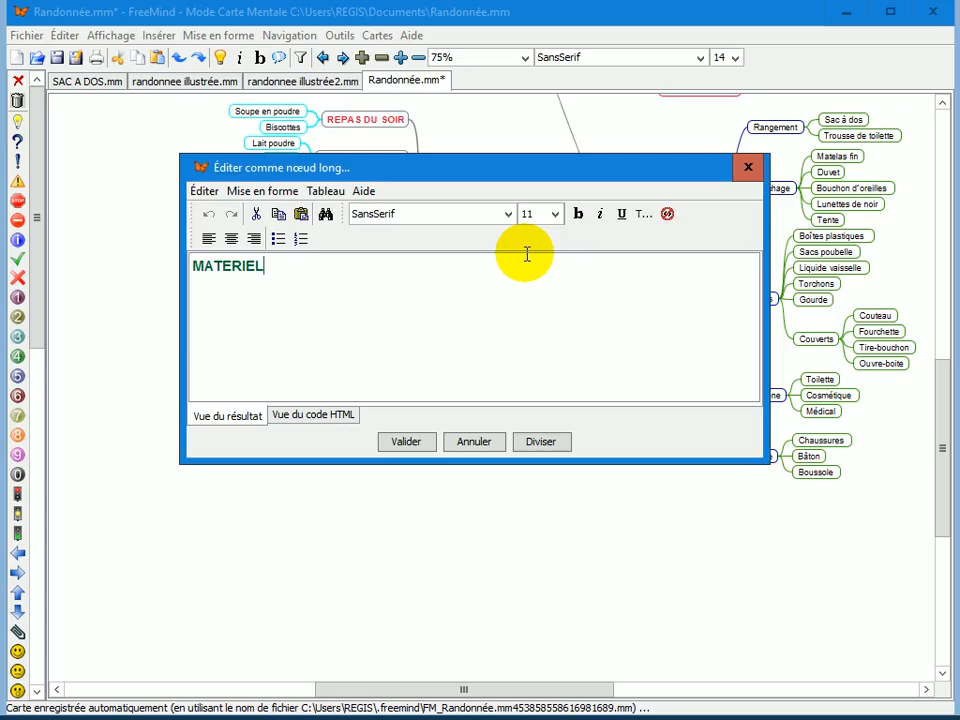 Randonnée.mm* - FreeMind - Mode Carte Mentale C:\Users\REGIS\Documents\Randonnée.mm
Fichier Éditer Affichage Insérer Mise en forme Navigation Outils Cartes Aide
75% SansSerif 14
SAC A DOS.mm randonnee illustrée.mm randonnee illustrée2.mm Randonnée.mm*
Soupe en poudre
Biscottes
Lait poudre
REPAS DU SOIR
Rangement
Sac à dos
Trousse de toilette
Éditer comme nœud long...
Éditer Mise en forme Tableau Aide
SansSerif 11 b i U T...
MATERIEL
Vue du résultat Vue du code HTML
Valider Annuler Diviser
Matelas fin
Duvet
Bouchon d'oreilles
Lunettes de noir
Tente
Boîtes plastiques
Sacs poubelle
Liquide vaisselle
Torchons
Gourde
Couverts
Couteau
Fourchette
Tire-bouchon
Ouvre-boite
Toilette
Cosmétique
Médical
Chaussures
Bâton
Boussole
Carte enregistrée automatiquement (en utilisant le nom de fichier C:\Users\REGIS\.freemind\FM_Randonnée.mm453858558616981689.mm) ...